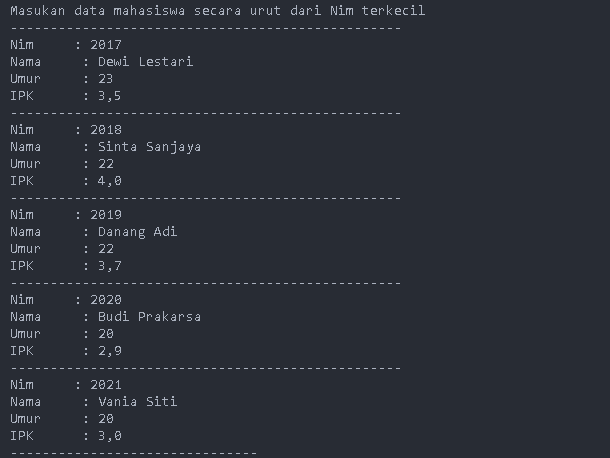 Masukan data mahasiswa secara urut dari Nim terkecil
-------------------------------------------------
Nim     : 2017
Nama     : Dewi Lestari
Umur     : 23
IPK      : 3,5
-------------------------------------------------
Nim     : 2018
Nama     : Sinta Sanjaya
Umur     : 22
IPK      : 4,0
-------------------------------------------------
Nim     : 2019
Nama     : Danang Adi
Umur     : 22
IPK      : 3,7
-------------------------------------------------
Nim     : 2020
Nama     : Budi Prakarsa
Umur     : 20
IPK      : 2,9
-------------------------------------------------
Nim     : 2021
Nama     : Vania Siti
Umur     : 20
IPK      : 3,0
-------------------------------